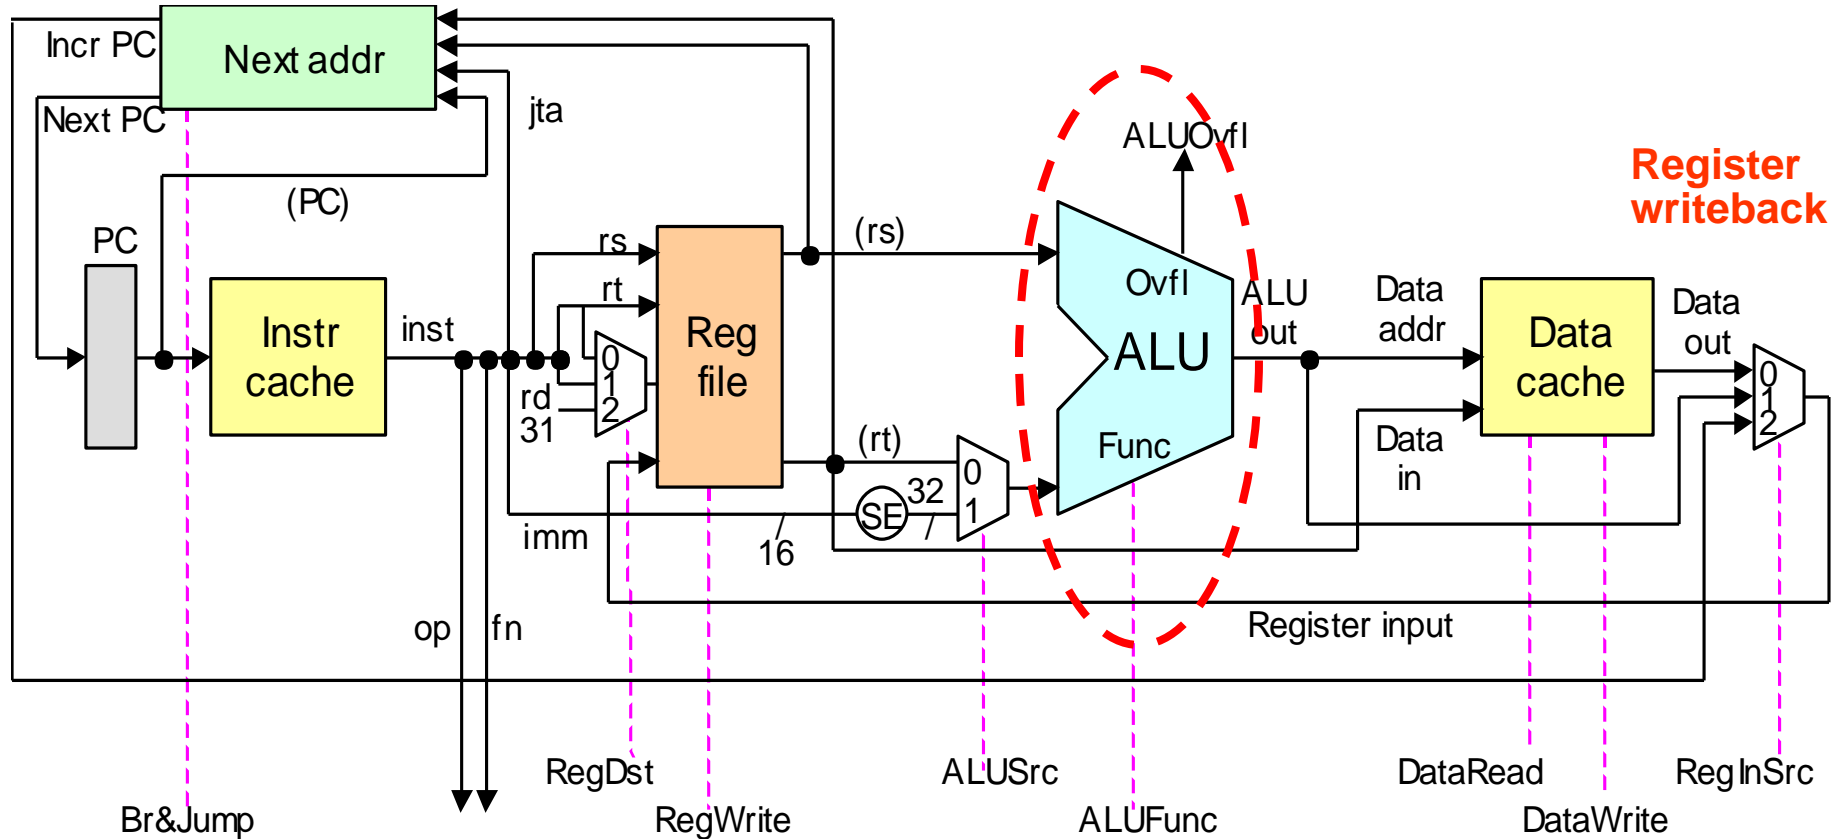 Incr PC
Next addr
Next PC
jta
(PC)
ALUOvfl
Register
writeback
PC
rs
(rs)
rt
Ovfl
ALU
out
Data
addr
Data
out
Instr
cache
inst
Reg
file
ALU
Data
cache
0
1
2
rd
31
0
1
2
(rt)
Func
Data
in
0
1
32
SE
imm
16
op
fn
Register input
RegDst
ALUSrc
DataRead
RegInSrc
Br&Jump
RegWrite
ALUFunc
DataWrite